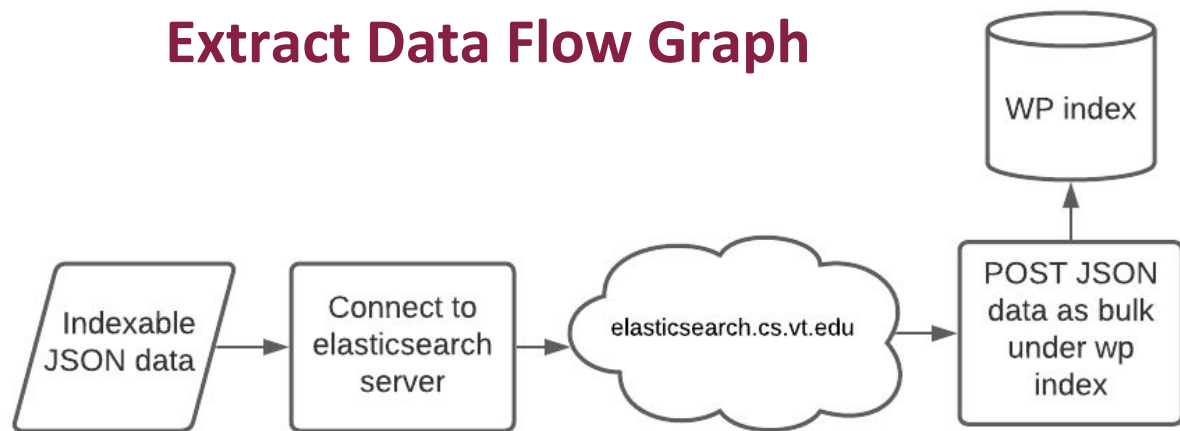 Extract Data Flow Graph
WP index
Indexable
JSON data
Connect to
elasticsearch
server
elasticsearch.cs.vt.edu
POST JSON
data as bulk
under wp
index